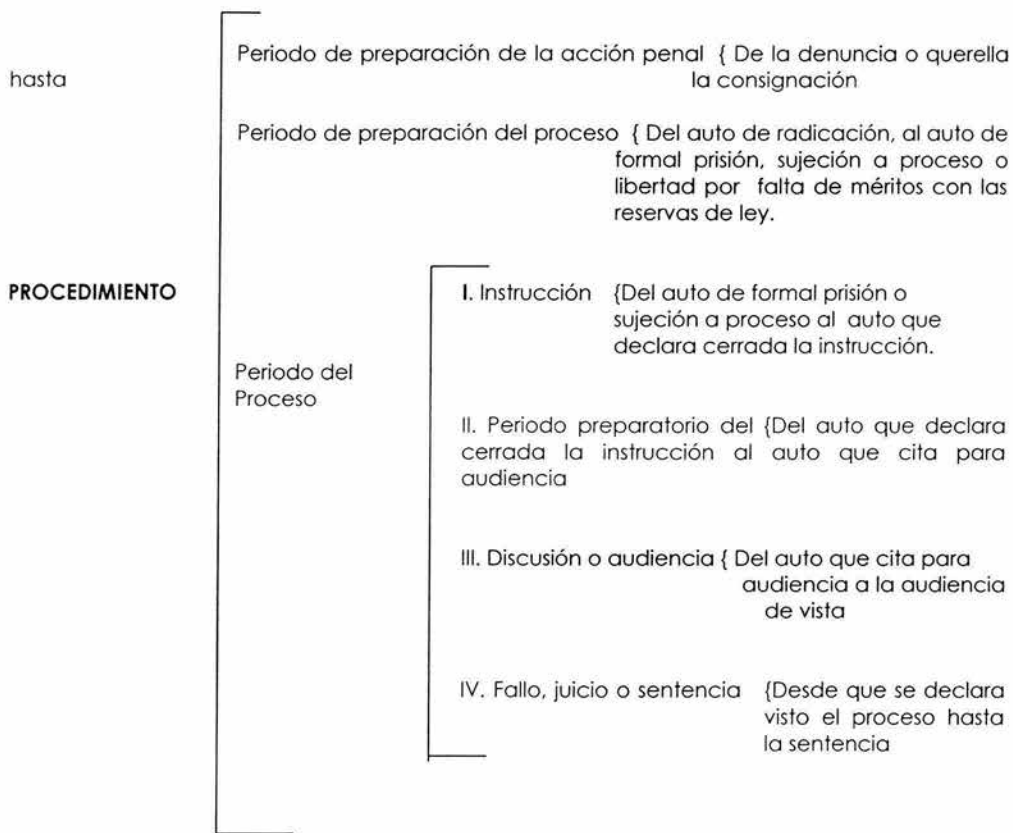 Periodo de preparación de la acción penal { De la denuncia o querella
hasta
la consignación
Periodo de preparación del proceso { Del auto de radicación, al auto de
formal prisión, sujeción a proceso o
libertad por falta de méritos con las
reservas de ley.
PROCEDIMIENTO
I. Instrucción {Del auto de formal prisión o
sujeción a proceso al auto que
declara cerrada la instrucción.
Periodo del
Proceso
II. Periodo preparatorio del {Del auto que declara
cerrada la instrucción al auto que cita para
audiencia
III. Discusión o audiencia { Del auto que cita para
audiencia a la audiencia
de vista
IV. Fallo, juicio o sentencia {Desde que se declara
visto el proceso hasta
la sentencia